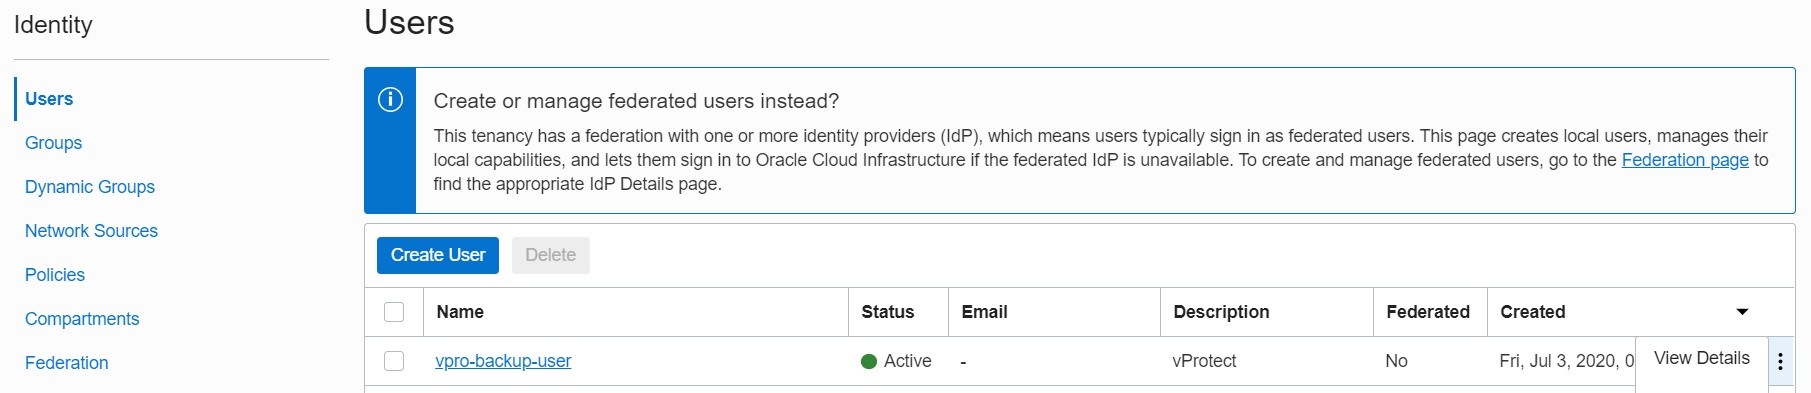 Identity
Users
Groups
Dynamic Groups
Network Sources
Policies
Compartments
Federation
Users
Create or manage federated users instead?
This tenancy has a federation with one or more identity providers (IdP), which means users typically sign in as federated users. This page creates local users, manages their
local capabilities, and lets them sign in to Oracle Cloud Infrastructure if the federated IdP is unavailable. To create and manage federated users, go to the Federation page to
find the appropriate IdP Details page.
Create User Delete
Name Status Email Description Federated Created
vpro-backup-user Active - vProtect No Fri, Jul 3, 2020, 0 View Details